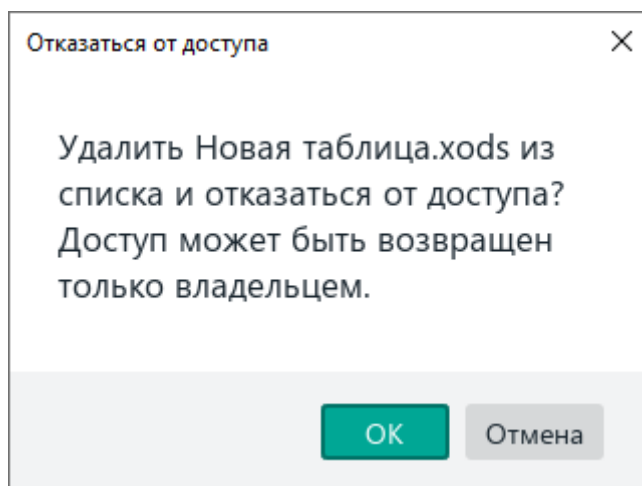 Отказаться от доступа
Удалить Новая таблица.xods из
списка и отказаться от доступа?
Доступ может быть возвращен
только владельцем.
OK
Отмена